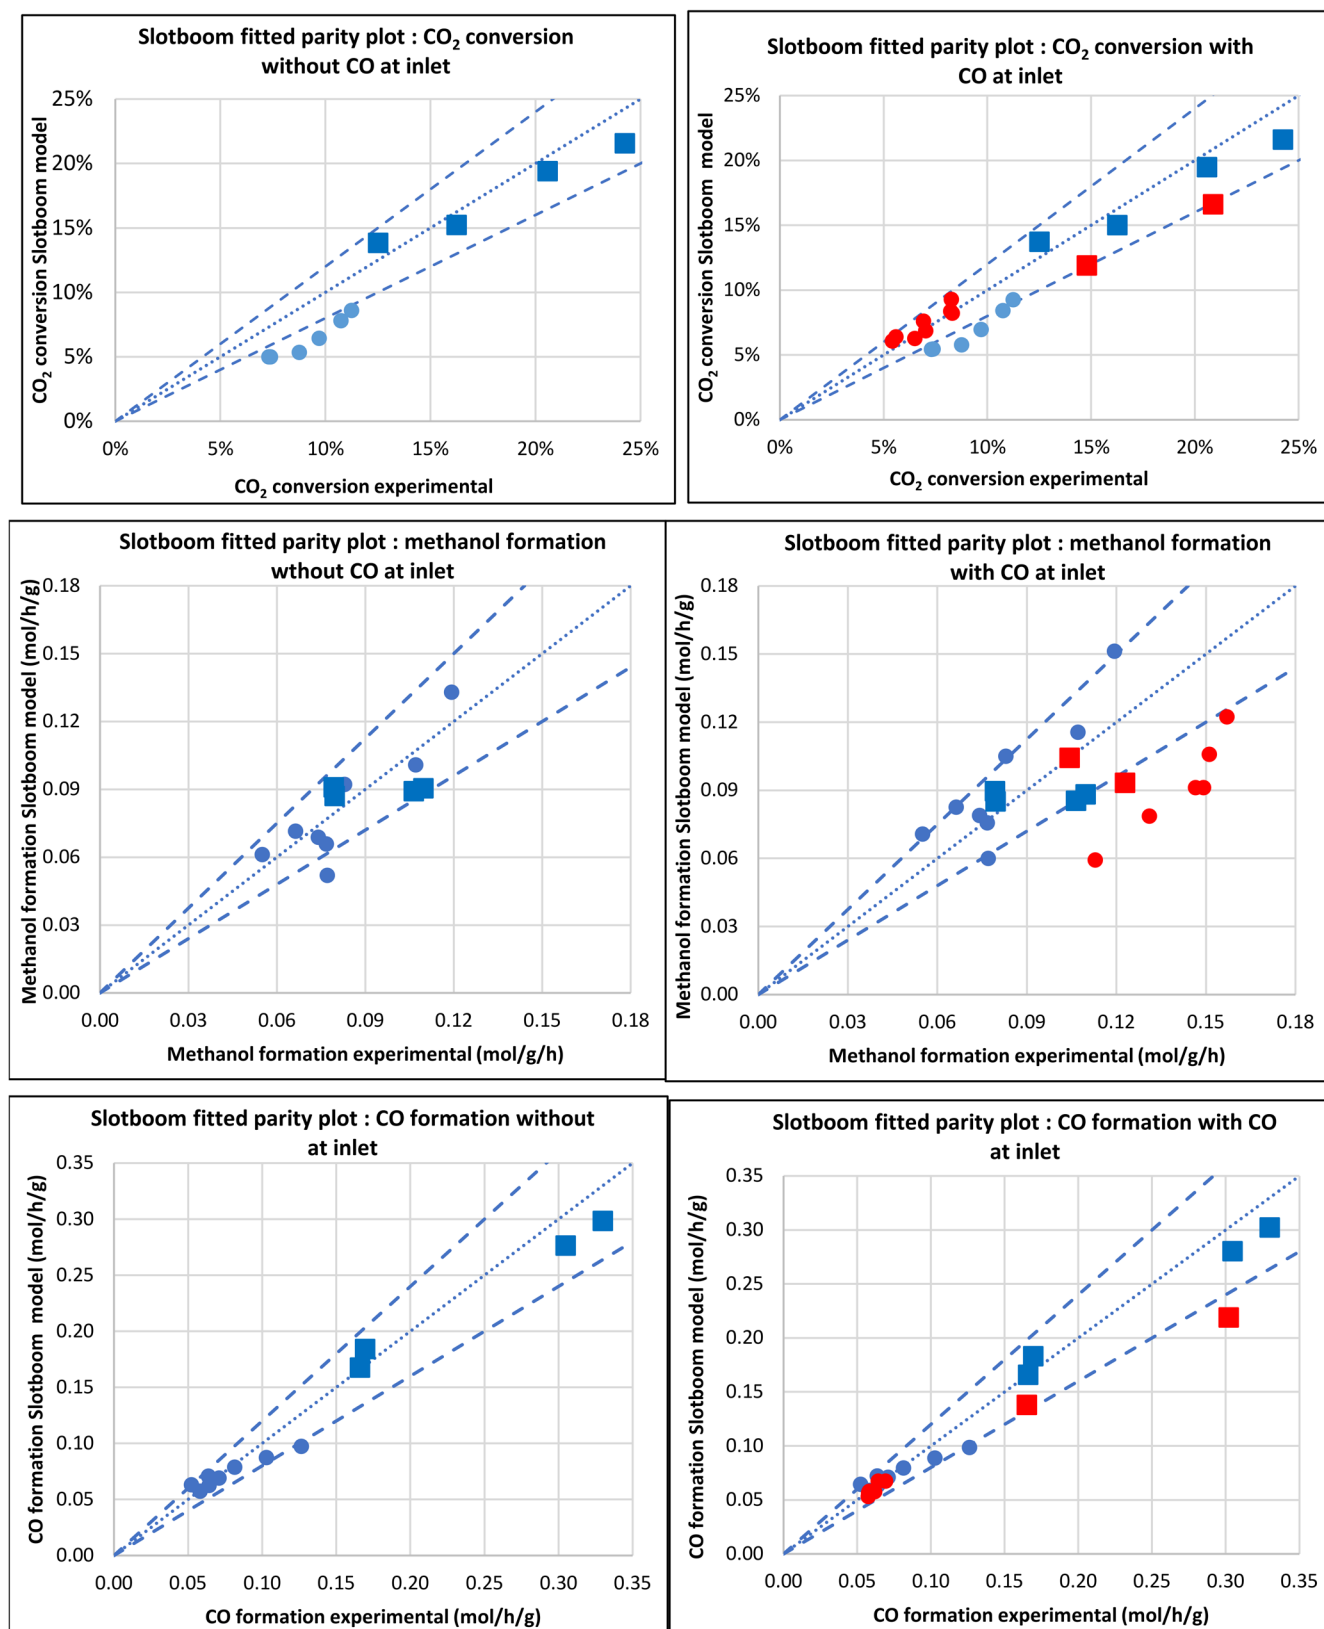 Slotboom fitted parity plot : CO₂ conversion
without CO at inlet
CO₂ conversion Slotboom model
25%
20%
15%
10%
5%
0%
0% 5% 10% 15% 20% 25%
CO₂ conversion experimental
Slotboom fitted parity plot : CO₂ conversion with
CO at inlet
CO₂ conversion Slotboom model
25%
20%
15%
10%
5%
0%
0% 5% 10% 15% 20% 25%
CO₂ conversion experimental
Slotboom fitted parity plot : methanol formation
wthout CO at inlet
Methanol formation Slotboom model (mol/h/g)
0.18
0.15
0.12
0.09
0.06
0.03
0.00
0.00 0.03 0.06 0.09 0.12 0.15 0.18
Methanol formation experimental (mol/g/h)
Slotboom fitted parity plot : methanol formation
with CO at inlet
Methanol formation Slotboom model (mol/h/g)
0.18
0.15
0.12
0.09
0.06
0.03
0.00
0.00 0.03 0.06 0.09 0.12 0.15 0.18
Methanol formation experimental (mol/g/h)
Slotboom fitted parity plot : CO formation without
at inlet
CO formation Slotboom model (mol/h/g)
0.35
0.30
0.25
0.20
0.15
0.10
0.05
0.00
0.00 0.05 0.10 0.15 0.20 0.25 0.30 0.35
CO formation experimental (mol/h/g)
Slotboom fitted parity plot : CO formation with CO
at inlet
CO formation Slotboom model (mol/h/g)
0.35
0.30
0.25
0.20
0.15
0.10
0.05
0.00
0.00 0.05 0.10 0.15 0.20 0.25 0.30 0.35
CO formation experimental (mol/h/g)